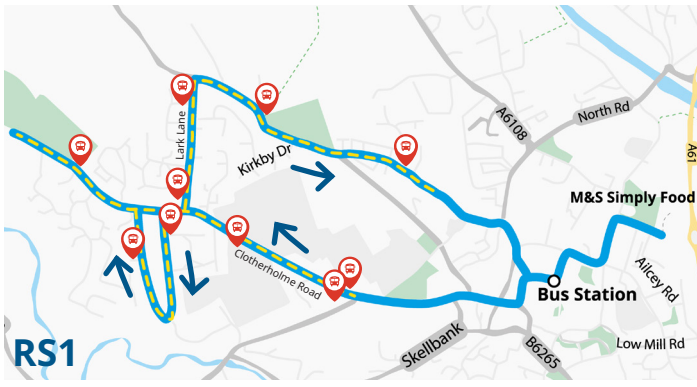 A6108
North Rd
A61
Lark Lane
Kirkby Dr
M&S Simply Food
Clotherholme Road
Ailcey Rd
Bus Station
RS1
Skellbank
B6265
Low Mill Rd